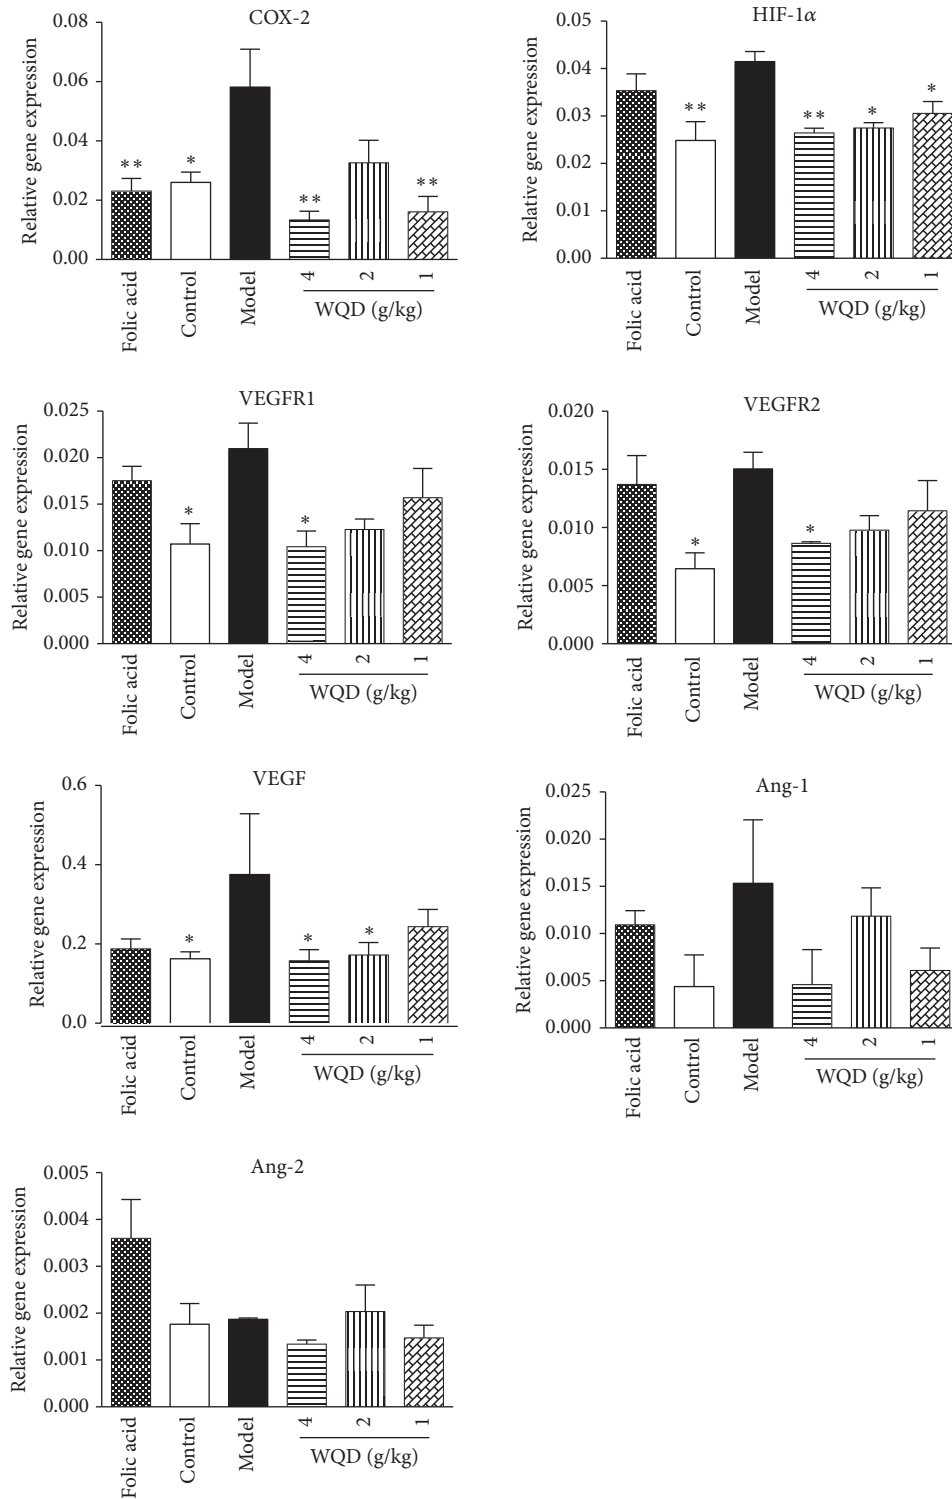 COX-2
Relative gene expression
0.08
0.06
0.04
0.02
0.00
** * ** **
Folic acid Control Model 4 2 1
WQD (g/kg)
HIF-1α
Relative gene expression
0.05
0.04
0.03
0.02
0.01
0.00
** ** * *
Folic acid Control Model 4 2 1
WQD (g/kg)
VEGFR1
Relative gene expression
0.025
0.020
0.015
0.010
0.005
0.000
* *
Folic acid Control Model 4 2 1
WQD (g/kg)
VEGFR2
Relative gene expression
0.020
0.015
0.010
0.005
0.000
* *
Folic acid Control Model 4 2 1
WQD (g/kg)
VEGF
Relative gene expression
0.6
0.4
0.2
0.0
* * *
Folic acid Control Model 4 2 1
WQD (g/kg)
Ang-1
Relative gene expression
0.025
0.020
0.015
0.010
0.005
0.000
Folic acid Control Model 4 2 1
WQD (g/kg)
Ang-2
Relative gene expression
0.005
0.004
0.003
0.002
0.001
0.000
Folic acid Control Model 4 2 1
WQD (g/kg)